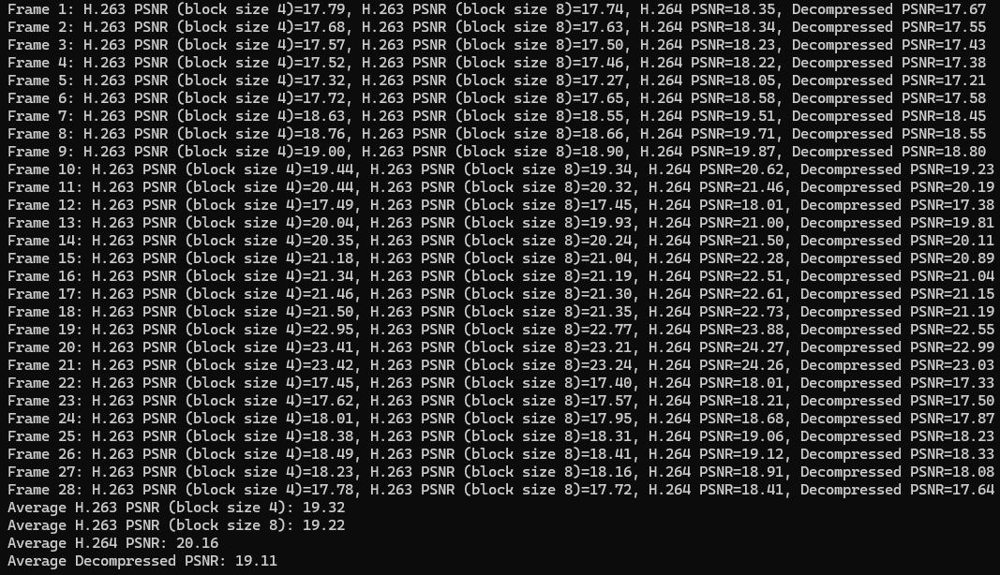 Frame 1: H.263 PSNR (block size 4)=17.79, H.263 PSNR (block size 8)=17.74, H.264 PSNR=18.35, Decompressed PSNR=17.67
Frame 2: H.263 PSNR (block size 4)=17.68, H.263 PSNR (block size 8)=17.63, H.264 PSNR=18.34, Decompressed PSNR=17.55
Frame 3: H.263 PSNR (block size 4)=17.57, H.263 PSNR (block size 8)=17.50, H.264 PSNR=18.23, Decompressed PSNR=17.43
Frame 4: H.263 PSNR (block size 4)=17.52, H.263 PSNR (block size 8)=17.46, H.264 PSNR=18.22, Decompressed PSNR=17.38
Frame 5: H.263 PSNR (block size 4)=17.32, H.263 PSNR (block size 8)=17.27, H.264 PSNR=18.05, Decompressed PSNR=17.21
Frame 6: H.263 PSNR (block size 4)=17.72, H.263 PSNR (block size 8)=17.65, H.264 PSNR=18.58, Decompressed PSNR=17.58
Frame 7: H.263 PSNR (block size 4)=18.63, H.263 PSNR (block size 8)=18.55, H.264 PSNR=19.51, Decompressed PSNR=18.45
Frame 8: H.263 PSNR (block size 4)=18.76, H.263 PSNR (block size 8)=18.66, H.264 PSNR=19.71, Decompressed PSNR=18.55
Frame 9: H.263 PSNR (block size 4)=19.00, H.263 PSNR (block size 8)=18.90, H.264 PSNR=19.87, Decompressed PSNR=18.80
Frame 10: H.263 PSNR (block size 4)=19.44, H.263 PSNR (block size 8)=19.34, H.264 PSNR=20.62, Decompressed PSNR=19.23
Frame 11: H.263 PSNR (block size 4)=20.44, H.263 PSNR (block size 8)=20.32, H.264 PSNR=21.46, Decompressed PSNR=20.19
Frame 12: H.263 PSNR (block size 4)=17.49, H.263 PSNR (block size 8)=17.45, H.264 PSNR=18.01, Decompressed PSNR=17.38
Frame 13: H.263 PSNR (block size 4)=20.04, H.263 PSNR (block size 8)=19.93, H.264 PSNR=21.00, Decompressed PSNR=19.81
Frame 14: H.263 PSNR (block size 4)=20.35, H.263 PSNR (block size 8)=20.24, H.264 PSNR=21.50, Decompressed PSNR=20.11
Frame 15: H.263 PSNR (block size 4)=21.18, H.263 PSNR (block size 8)=21.04, H.264 PSNR=22.28, Decompressed PSNR=20.89
Frame 16: H.263 PSNR (block size 4)=21.34, H.263 PSNR (block size 8)=21.19, H.264 PSNR=22.51, Decompressed PSNR=21.04
Frame 17: H.263 PSNR (block size 4)=21.46, H.263 PSNR (block size 8)=21.30, H.264 PSNR=22.61, Decompressed PSNR=21.15
Frame 18: H.263 PSNR (block size 4)=21.50, H.263 PSNR (block size 8)=21.35, H.264 PSNR=22.73, Decompressed PSNR=21.19
Frame 19: H.263 PSNR (block size 4)=22.95, H.263 PSNR (block size 8)=22.77, H.264 PSNR=23.88, Decompressed PSNR=22.55
Frame 20: H.263 PSNR (block size 4)=23.41, H.263 PSNR (block size 8)=23.21, H.264 PSNR=24.27, Decompressed PSNR=22.99
Frame 21: H.263 PSNR (block size 4)=23.42, H.263 PSNR (block size 8)=23.24, H.264 PSNR=24.26, Decompressed PSNR=23.03
Frame 22: H.263 PSNR (block size 4)=17.45, H.263 PSNR (block size 8)=17.40, H.264 PSNR=18.01, Decompressed PSNR=17.33
Frame 23: H.263 PSNR (block size 4)=17.62, H.263 PSNR (block size 8)=17.57, H.264 PSNR=18.21, Decompressed PSNR=17.50
Frame 24: H.263 PSNR (block size 4)=18.01, H.263 PSNR (block size 8)=17.95, H.264 PSNR=18.68, Decompressed PSNR=17.87
Frame 25: H.263 PSNR (block size 4)=18.38, H.263 PSNR (block size 8)=18.31, H.264 PSNR=19.06, Decompressed PSNR=18.23
Frame 26: H.263 PSNR (block size 4)=18.49, H.263 PSNR (block size 8)=18.41, H.264 PSNR=19.12, Decompressed PSNR=18.33
Frame 27: H.263 PSNR (block size 4)=18.23, H.263 PSNR (block size 8)=18.16, H.264 PSNR=18.91, Decompressed PSNR=18.08
Frame 28: H.263 PSNR (block size 4)=17.78, H.263 PSNR (block size 8)=17.72, H.264 PSNR=18.41, Decompressed PSNR=17.64
Average H.263 PSNR (block size 4): 19.32
Average H.263 PSNR (block size 8): 19.22
Average H.264 PSNR: 20.16
Average Decompressed PSNR: 19.11